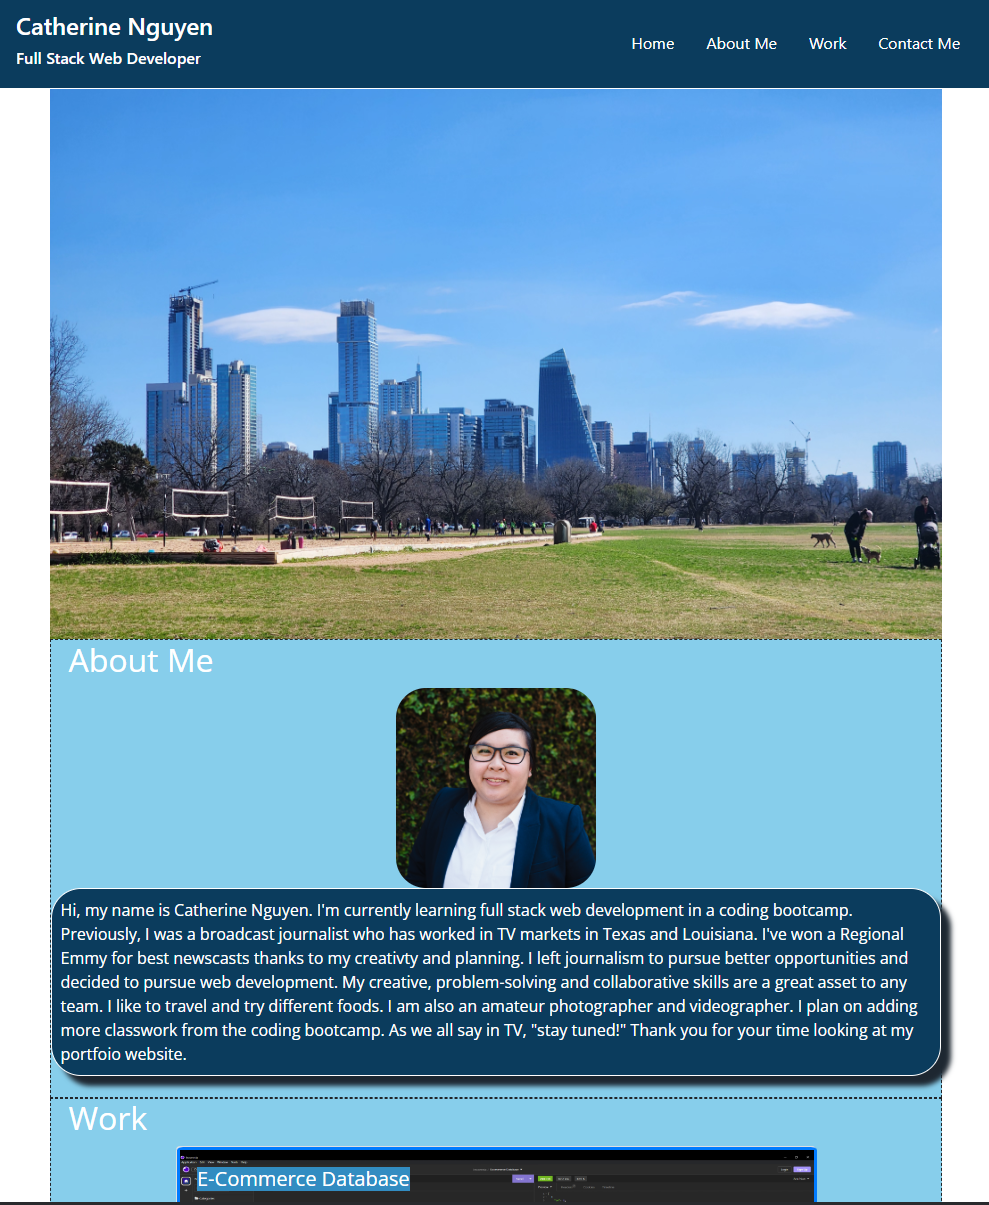 Catherine Nguyen
Full Stack Web Developer
Home About Me Work Contact Me
About Me
Hi, my name is Catherine Nguyen. I'm currently learning full stack web development in a coding bootcamp.
Previously, I was a broadcast journalist who has worked in TV markets in Texas and Louisiana. I've won a Regional
Emmy for best newscasts thanks to my creativty and planning. I left journalism to pursue better opportunities and
decided to pursue web development. My creative, problem-solving and collaborative skills are a great asset to any
team. I like to travel and try different foods. I am also an amateur photographer and videographer. I plan on adding
more classwork from the coding bootcamp. As we all say in TV, "stay tuned!" Thank you for your time looking at my
portfoio website.
Work
E-Commerce Database